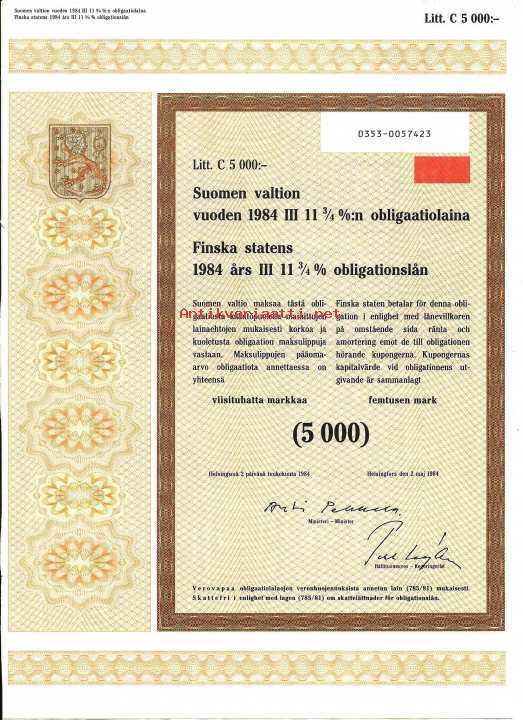 Suomen valtion vuoden 1984 III 11 ¾ %:n obligaatiolaina
Finska statens 1984 års III 11 ¾ % obligationslån
Litt. C 5 000:–
0353-0057423
Litt. C 5 000:–
Suomen valtion
vuoden 1984 III 11 ¾ %:n obligaatiolaina
Finska statens
1984 års III 11 ¾ % obligationslån
Suomen valtio maksaa tästä obli-
gaatiosta kääntöpuolella mainittujen
lainaehtojen mukaisesti korkoa ja
kuoletusta obligaation maksulippuja
vastaan. Maksulippujen pääoma-
arvo obligaatiota annettaessa on
yhteensä
viisituhatta markkaa
Finska staten betalar för denna obli-
gation i enlighet med lånevillkoren
på omstående sida ränta och
amortering emot de till obligationen
hörande kupongerna. Kupongernas
kapitalvärde vid obligationens ut-
givande är sammanlagt
femtusen mark
Antikvariaatti.net
(5 000)
Helsingissä 2 päivänä toukokuuta 1984
Helsingfors den 2 maj 1984
Ministeri – Minister
Hallitusneuvos – Regeringsråd
Verovapaa obligaatiolainojen veronhuojennuksista annetun lain (785/81) mukaisesti.
Skattefri i enlighet med lagen (785/81) om skattelättnader för obligationslån.